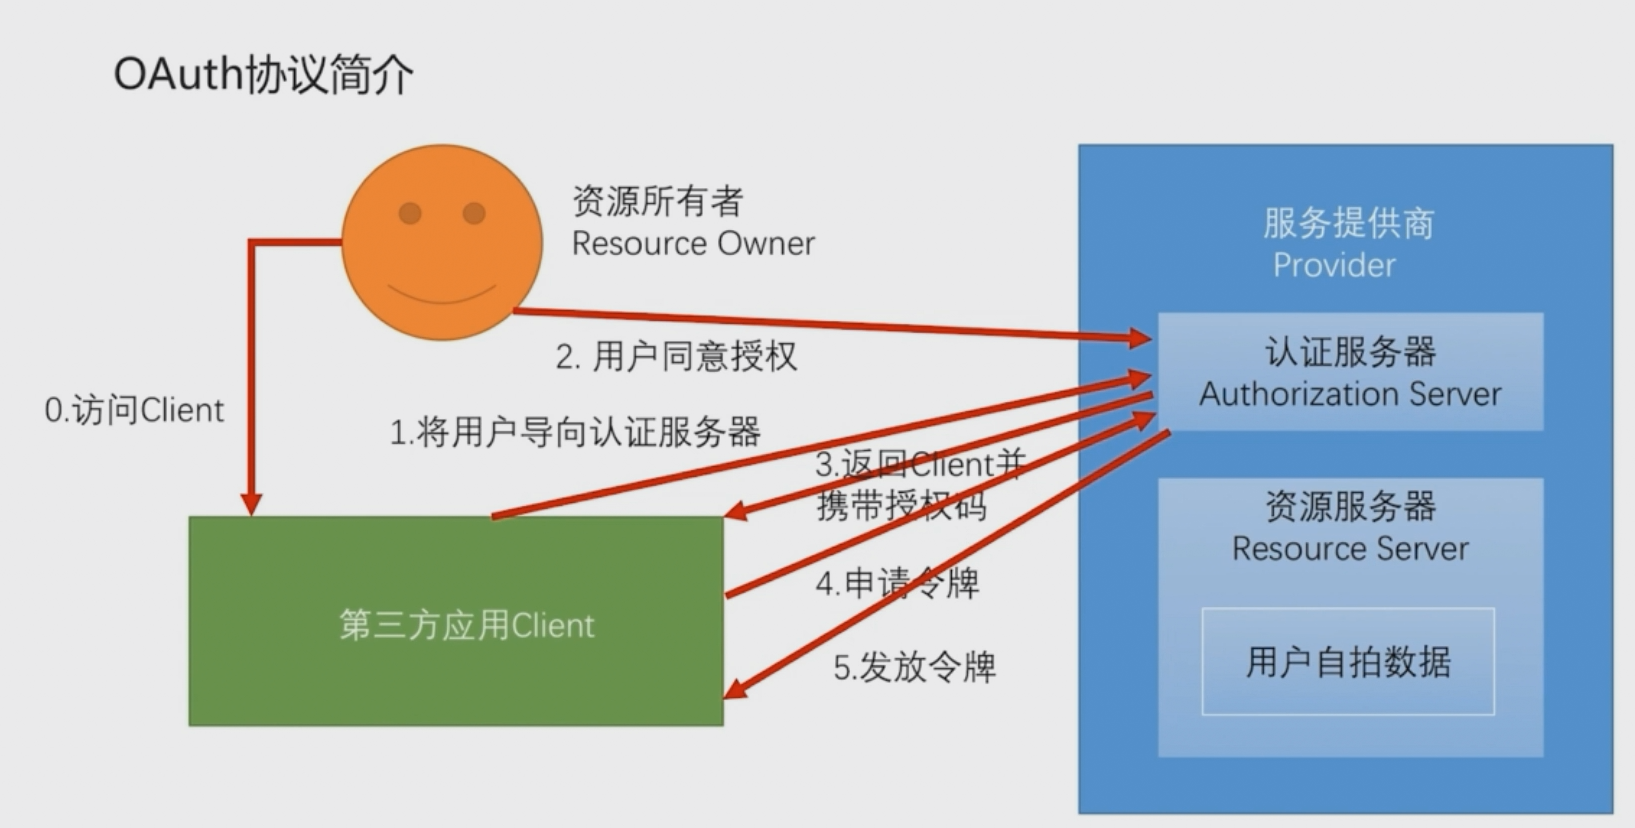 OAuth协议简介
资源所有者
Resource Owner
服务提供商
Provider
2. 用户同意授权
认证服务器
Authorization Server
0.访问Client
1.将用户导向认证服务器
3.返回Client并
携带授权码
资源服务器
Resource Server
4.申请令牌
第三方应用Client
5.发放令牌
用户自拍数据